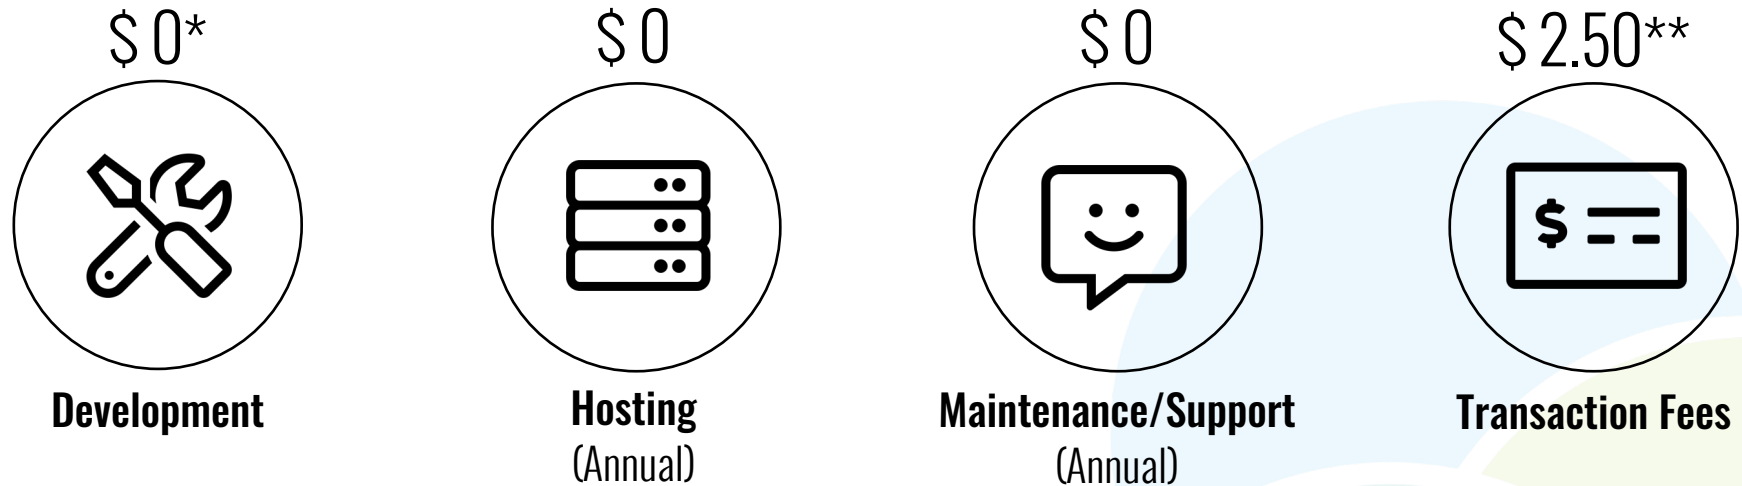 $ 0*
$ 0
$ 0
$ 2.50**
$
Development
Hosting
(Annual)
Maintenance/Support
(Annual)
Transaction Fees